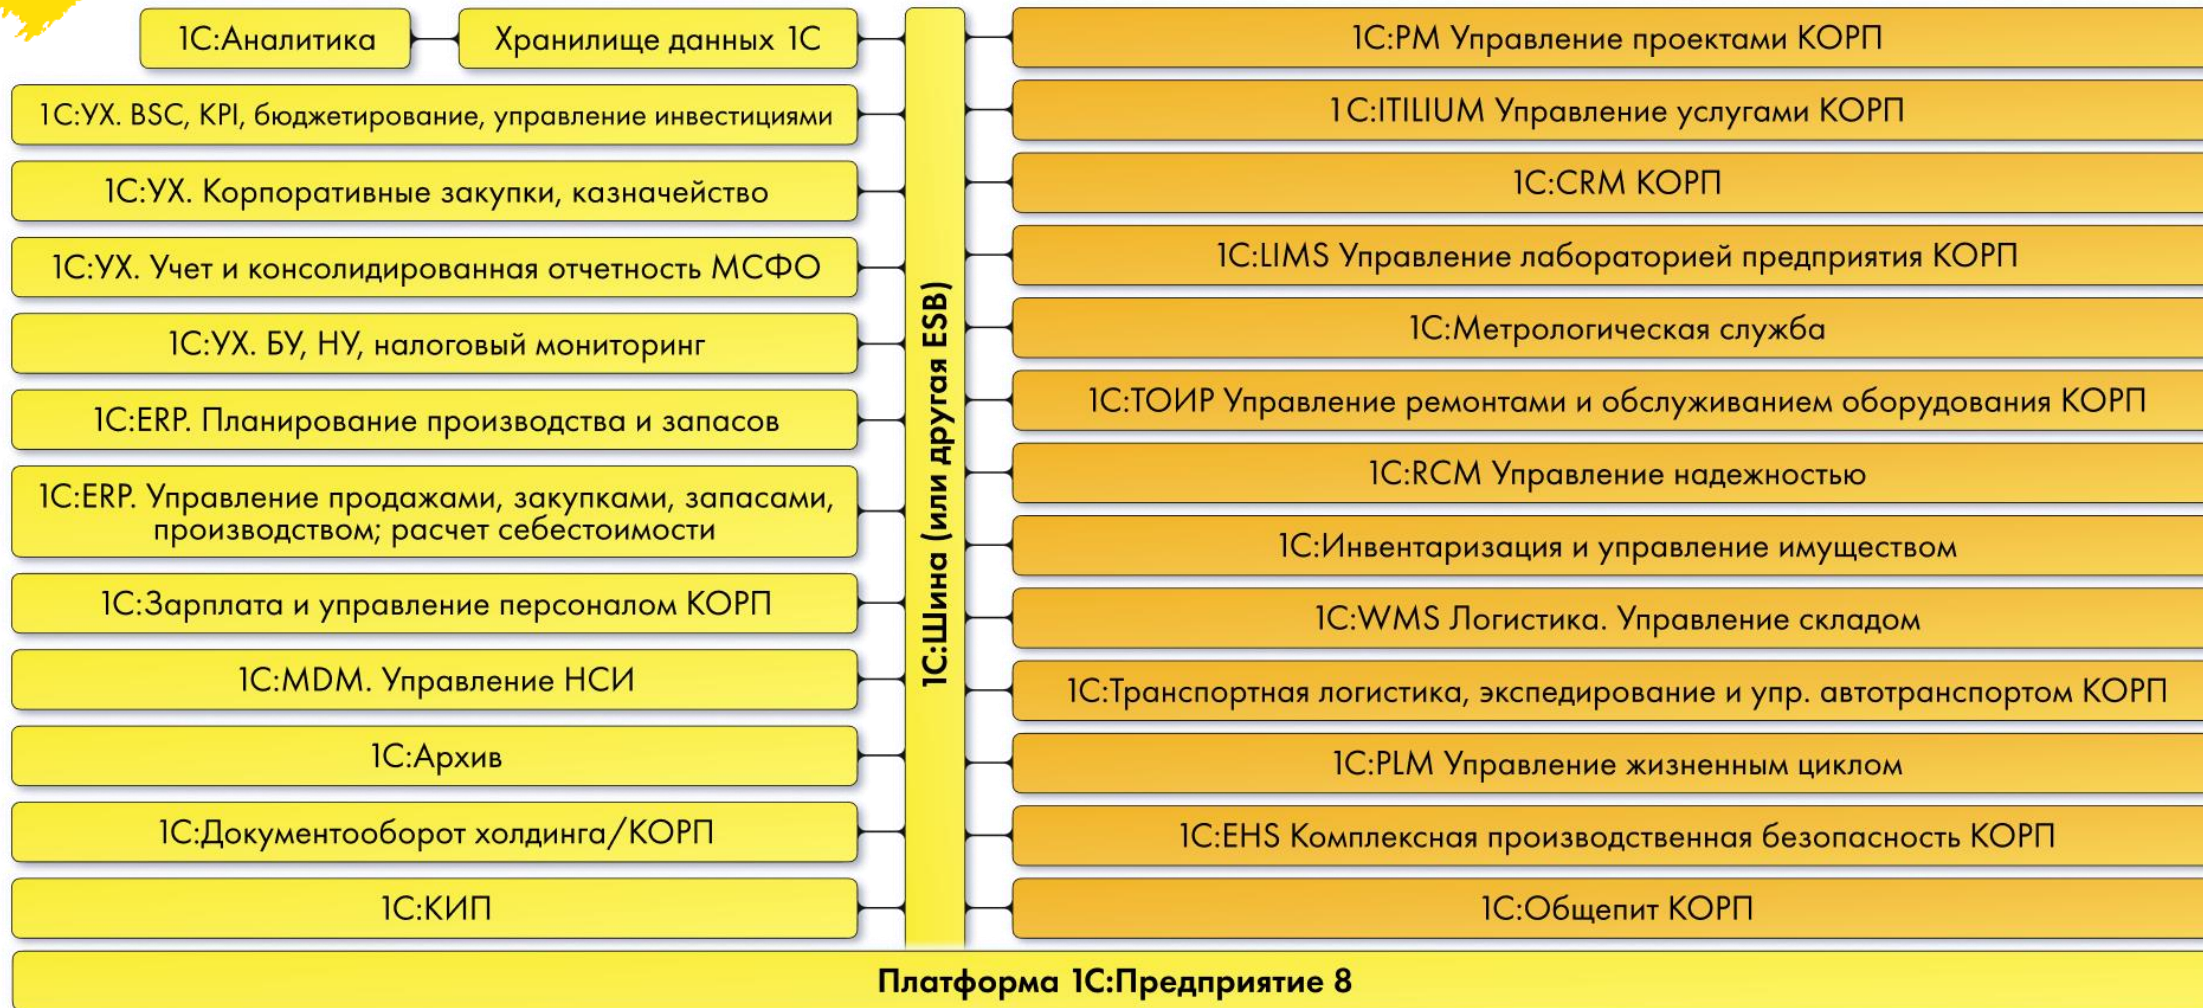 1С:Аналитика
Хранилище данных 1С
1С:УХ. BSC, KPI, бюджетирование, управление инвестициями
1С:УХ. Корпоративные закупки, казначейство
1С:УХ. Учет и консолидированная отчетность МСФО
1С:УХ. БУ, НУ, налоговый мониторинг
1С:ERP. Планирование производства и запасов
1С:ERP. Управление продажами, закупками, запасами,
производством; расчет себестоимости
1С:Зарплата и управление персоналом КОРП
1С:MDM. Управление НСИ
1С:Архив
1С:Документооборот холдинга/КОРП
1С:КИП
1С:Шина (или другая ESB)
1С:PM Управление проектами КОРП
1С:ITILIUM Управление услугами КОРП
1С:CRM КОРП
1С:LIMS Управление лабораторией предприятия КОРП
1С:Метрологическая служба
1С:ТОИР Управление ремонтами и обслуживанием оборудования КОРП
1С:RCM Управление надежностью
1С:Инвентаризация и управление имуществом
1С:WMS Логистика. Управление складом
1С:Транспортная логистика, экспедирование и упр. автотранспортом КОРП
1С:PLM Управление жизненным циклом
1С:EHS Комплексная производственная безопасность КОРП
1С:Общепит КОРП
Платформа 1С:Предприятие 8